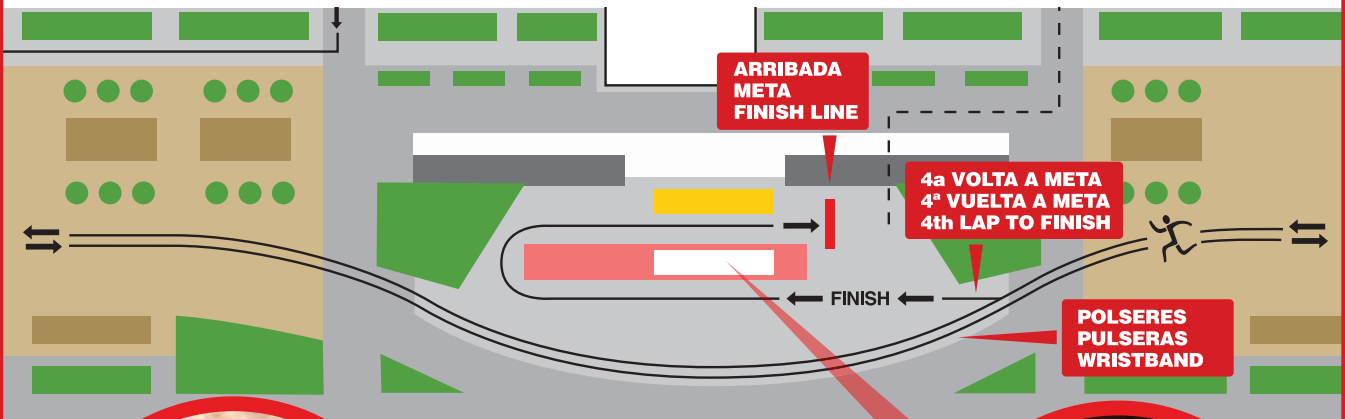 ARRIBADA
META
FINISH LINE
4a VOLTA A META
4ª VUELTA A META
4th LAP TO FINISH
FINISH
POLSERES
PULSERAS
WRISTBAND